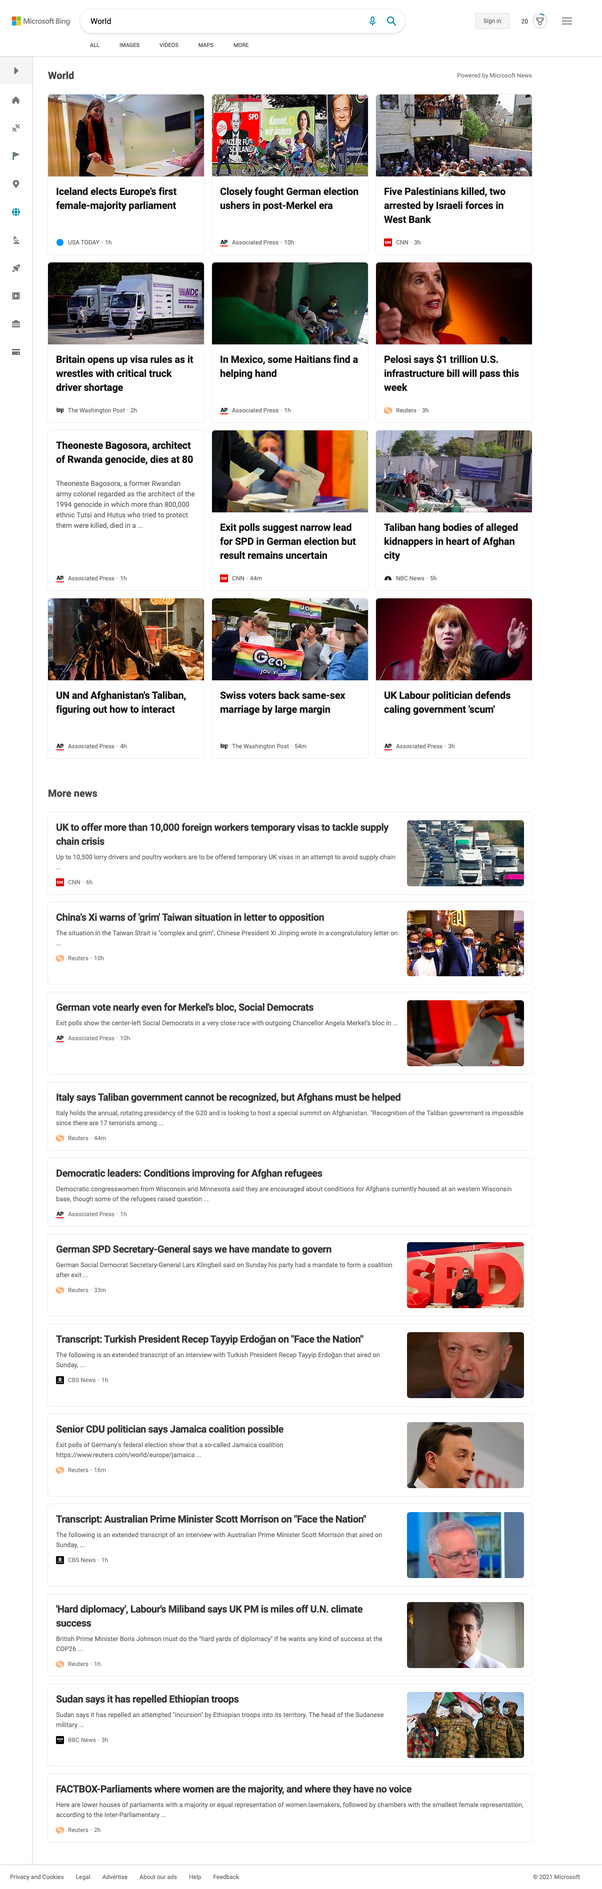 Microsoft Bing
World
Sign in
20
ALL IMAGES VIDEOS MAPS MORE
World
Powered by Microsoft News
Iceland elects Europe's first
female-majority parliament
USA TODAY · 1h
SPD
Closely fought German election
ushers in post-Merkel era
AP Associated Press · 10h
Five Palestinians killed, two
arrested by Israeli forces in
West Bank
CNN · 3h
NDC
Britain opens up visa rules as it
wrestles with critical truck
driver shortage
wp The Washington Post · 2h
In Mexico, some Haitians find a
helping hand
AP Associated Press · 1h
Pelosi says $1 trillion U.S.
infrastructure bill will pass this
week
Reuters · 3h
Theoneste Bagosora, architect
of Rwanda genocide, dies at 80
Theoneste Bagosora, a former Rwandan
army colonel regarded as the architect of the
1994 genocide in which more than 800,000
ethnic Tutsi and Hutus who tried to protect
them were killed, died in a ...
AP Associated Press · 1h
Exit polls suggest narrow lead
for SPD in German election but
result remains uncertain
CNN · 44m
Taliban hang bodies of alleged
kidnappers in heart of Afghan
city
NBC News · 5h
UN and Afghanistan's Taliban,
figuring out how to interact
AP Associated Press · 4h
Swiss voters back same-sex
marriage by large margin
wp The Washington Post · 54m
UK Labour politician defends
caling government 'scum'
AP Associated Press · 3h
More news
UK to offer more than 10,000 foreign workers temporary visas to tackle supply
chain crisis
Up to 10,500 lorry drivers and poultry workers are to be offered temporary UK visas in an attempt to avoid supply chain
...
CNN · 6h
China's Xi warns of 'grim' Taiwan situation in letter to opposition
The situation in the Taiwan Strait is "complex and grim", Chinese President Xi Jinping wrote in a congratulatory letter on
...
Reuters · 10h
German vote nearly even for Merkel's bloc, Social Democrats
Exit polls show the center-left Social Democrats in a very close race with outgoing Chancellor Angela Merkel's bloc in ...
AP Associated Press · 10h
Italy says Taliban government cannot be recognized, but Afghans must be helped
Italy holds the annual, rotating presidency of the G20 and is looking to host a special summit on Afghanistan. "Recognition of the Taliban government is impossible
since there are 17 terrorists among ...
Reuters · 44m
Democratic leaders: Conditions improving for Afghan refugees
Democratic congresswomen from Wisconsin and Minnesota said they are encouraged about conditions for Afghans currently housed at an western Wisconsin
base, though some of the refugees raised question ...
AP Associated Press · 1h
German SPD Secretary-General says we have mandate to govern
German Social Democrat Secretary-General Lars Klingbeil said on Sunday his party had a mandate to form a coalition
after exit ...
Reuters · 33m
SPD
Transcript: Turkish President Recep Tayyip Erdoğan on "Face the Nation"
The following is an extended transcript of an interview with Turkish President Recep Tayyip Erdogan that aired on
Sunday, ...
CBS News · 1h
Senior CDU politician says Jamaica coalition possible
Exit polls of Germany's federal election show that a so-called Jamaica coalition
https://www.reuters.com/world/europe/jamaica ...
Reuters · 16m
CDU
Transcript: Australian Prime Minister Scott Morrison on "Face the Nation"
The following is an extended transcript of an interview with Australian Prime Minister Scott Morrison that aired on
Sunday, ...
CBS News · 1h
'Hard diplomacy', Labour's Miliband says UK PM is miles off U.N. climate
success
British Prime Minister Boris Johnson must do the "hard yards of diplomacy" if he wants any kind of success at the
COP26 ...
Reuters · 1h
Sudan says it has repelled Ethiopian troops
Sudan says it has repelled an attempted "incursion" by Ethiopian troops into its territory. The head of the Sudanese
military ...
BBC News · 3h
FACTBOX-Parliaments where women are the majority, and where they have no voice
Here are lower houses of parliaments with a majority or equal representation of women lawmakers, followed by chambers with the smallest female representation,
according to the Inter-Parliamentary ...
Reuters · 2h
Privacy and Cookies Legal Advertise About our ads Help Feedback
© 2021 Microsoft